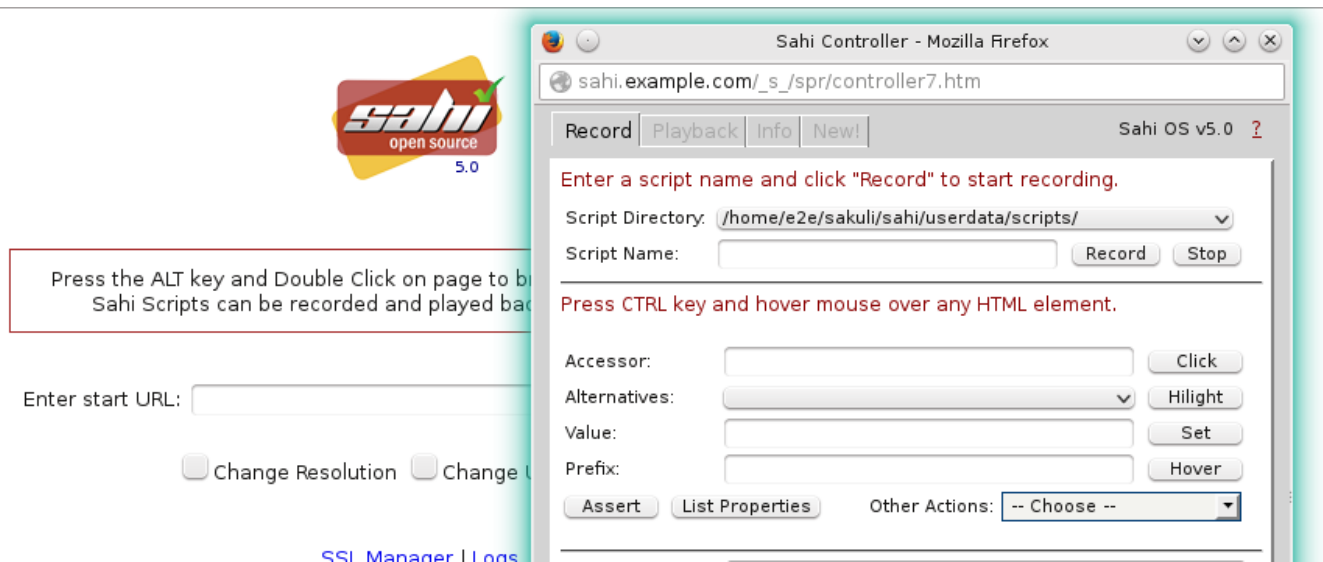 sahi
open source
5.0
Press the ALT key and Double Click on page to b
Sahi Scripts can be recorded and played bac
Enter start URL:
Change Resolution Change
SSL Manager | Logs
Sahi Controller - Mozilla Firefox
sahi.example.com/_s_/spr/controller7.htm
Record Playback Info New! Sahi OS v5.0 ?
Enter a script name and click "Record" to start recording.
Script Directory: /home/e2e/sakuli/sahi/userdata/scripts/
Script Name: Record Stop
Press CTRL key and hover mouse over any HTML element.
Accessor: Click
Alternatives: Hilight
Value: Set
Prefix: Hover
Assert List Properties Other Actions: -- Choose --